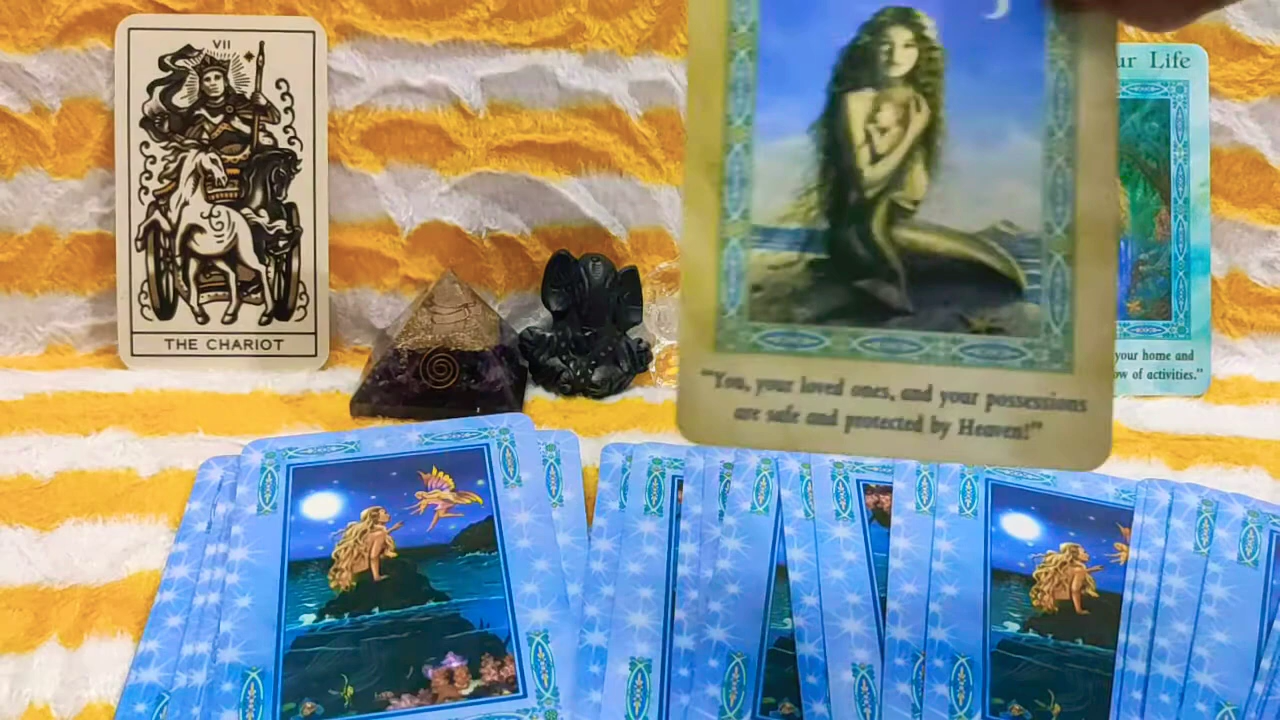 VII
THE CHARIOT
ur Life
your home and
ow of activities."
"You, your loved ones, and your possessions
are safe and protected by Heaven!"